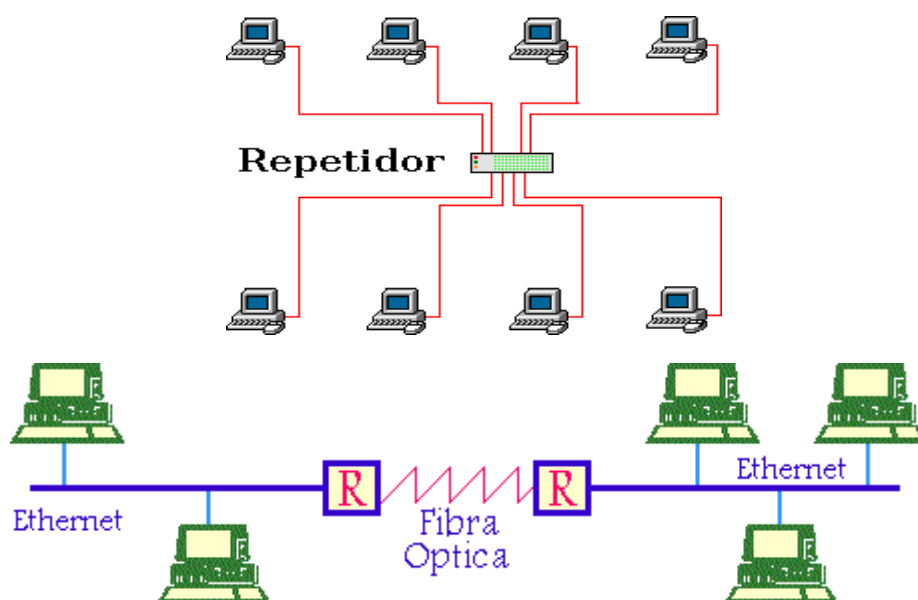 Repetidor
Ethernet
R
Fibra
Optica
R
Ethernet